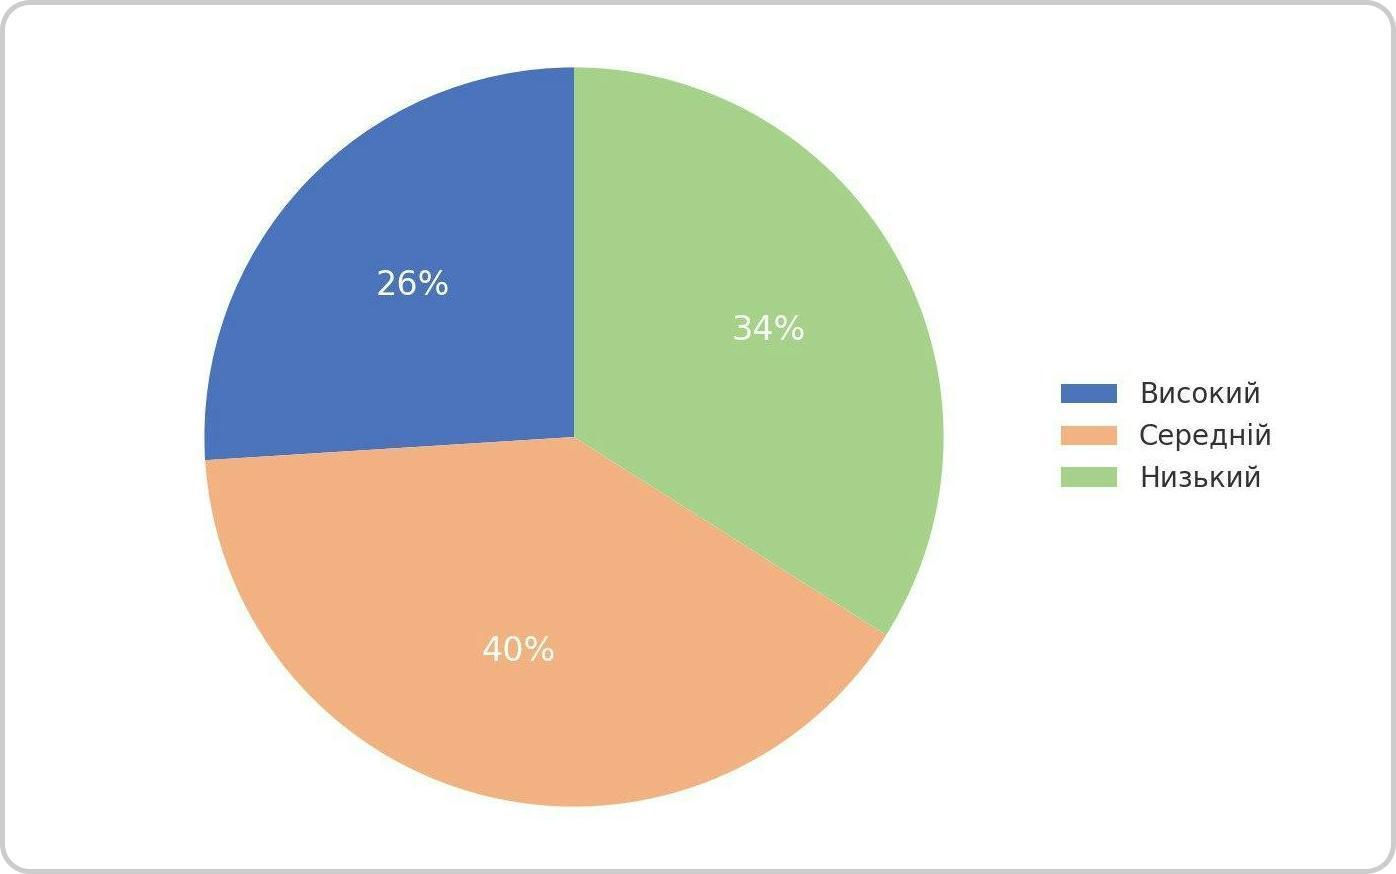 26%
34%
40%
Високий
Середній
Низький